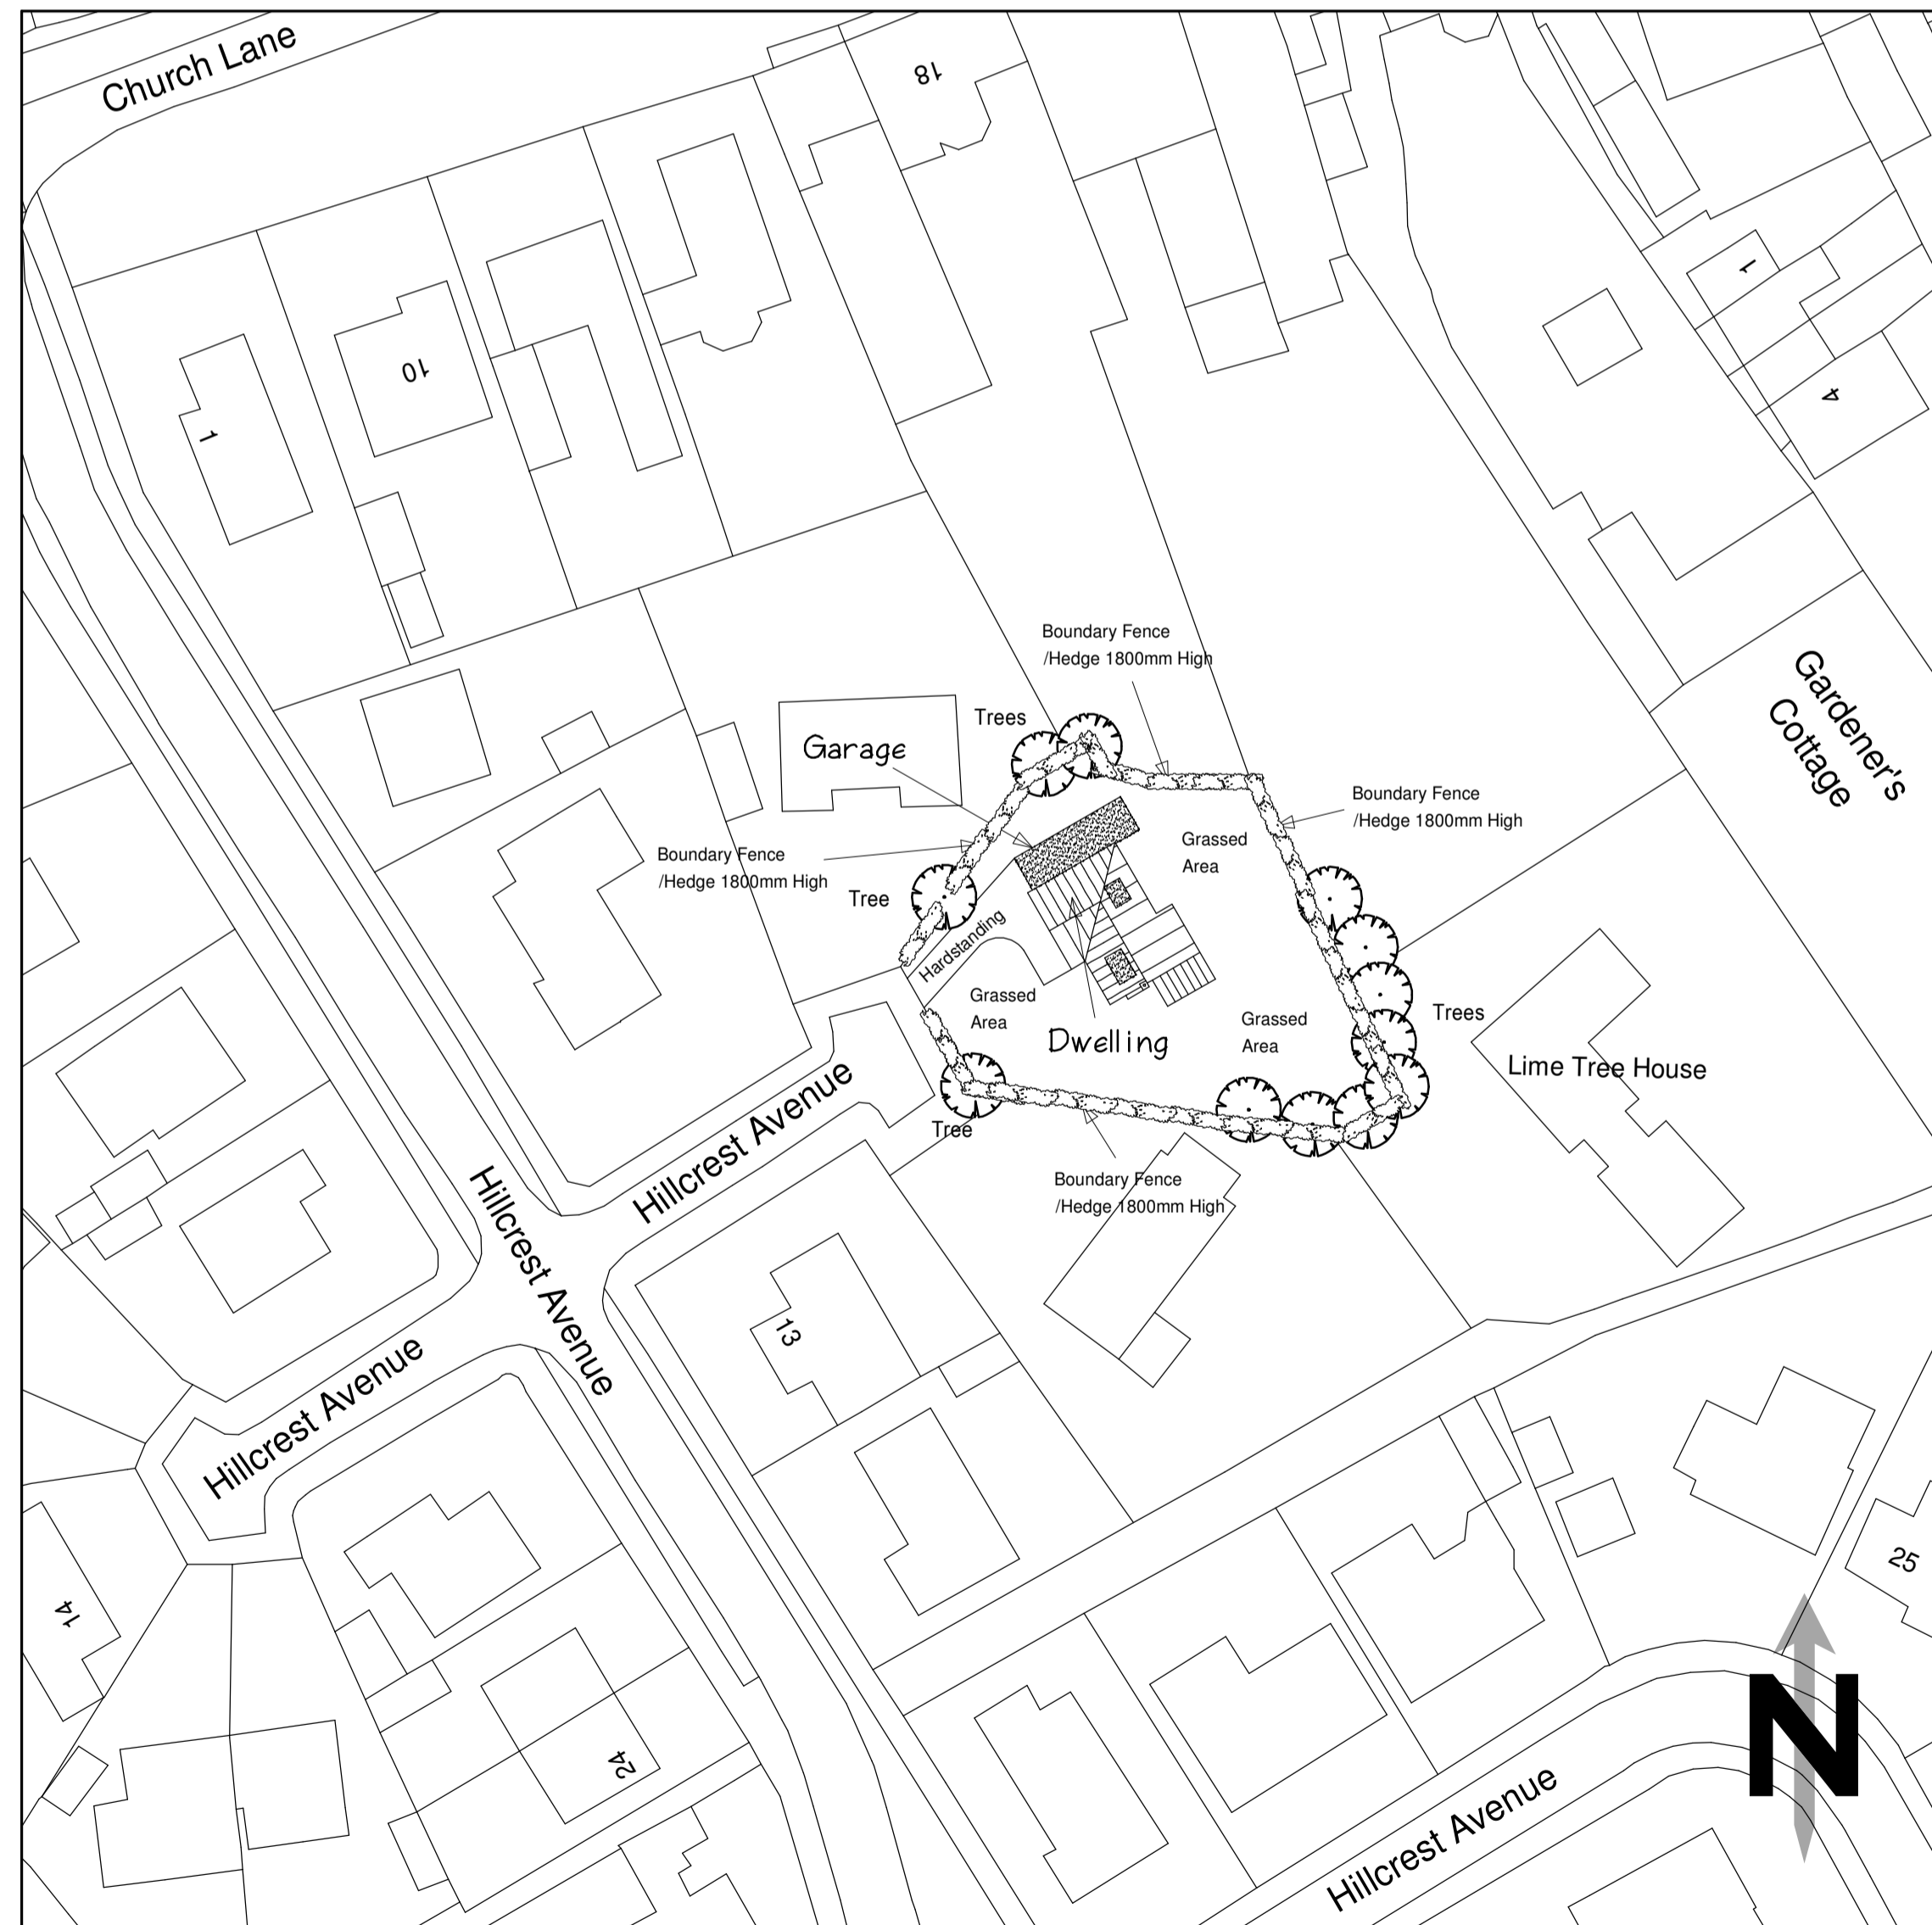 Church Lane
18
1
10
1
4
Boundary Fence
/Hedge 1800mm High
Gardener's
Cottage
Trees
Garage
Boundary Fence
/Hedge 1800mm High
Boundary Fence
/Hedge 1800mm High
Grassed
Area
Tree
Hardstanding
Grassed
Area
Dwelling
Grassed
Area
Trees
Lime Tree House
Tree
Hillcrest Avenue
Boundary Fence
/Hedge 1800mm High
Hillcrest Avenue
13
Hillcrest Avenue
14
25
24
N
Hillcrest Avenue